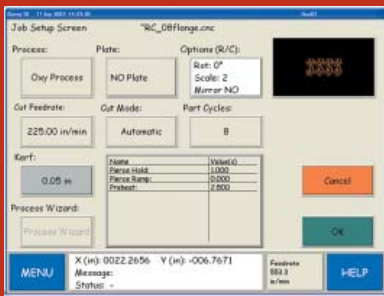 Job Setup Screen "RC_08flange.cnc
Process: Plate: Options (R/C):
Oxy Process NO Plate Rot: 0°
Scale: 2
Mirror NO
Cut Feedrate: Cut Mode: Part Cycles:
225.00 in/min Automatic 8
Kerf:
0.05 in
Name Value(s)
Pierce Hold: 1.000
Pierce Ramp: 0.000
Preheat: 2.500
Cancel
Process Wizard:
Process Wizard
OK
MENU
X (in): 0022.2656 Y (in): -006.7671
Message:
Status: -
Feedrate
553.3
in/min
HELP